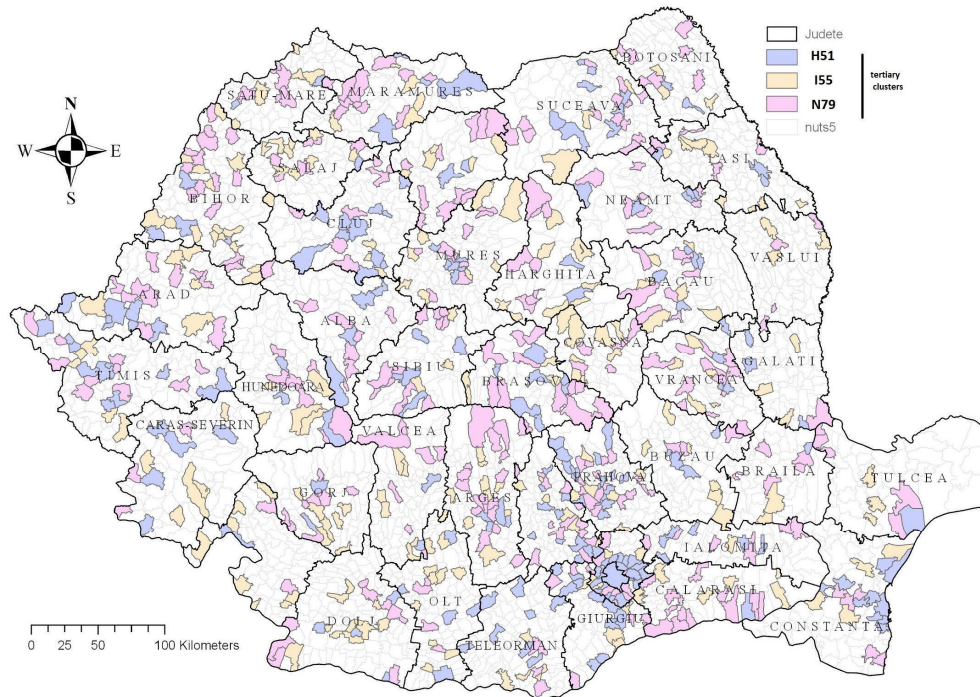 Judete
H51
I55
N79
nuts5
tertiary
clusters
N
W E
S
BOTOSANI
SATU-MARE
MARAMURES
SUCEAVA
IASI
SALAJ
BIHOR
NEAMT
CLUJ
MURES
HARGHITA
BACAU
VASLUI
ARAD
ALBA
COVASNA
TIMIS
HUNEDOARA
SIBIU
BRASOV
VRANCEA
GALATI
CARAS-SEVERIN
VALCEA
BUZAU
BRAILA
TULCEA
GORJ
ARGES
PRAHOVA
IALOMITA
CALARASI
OLT
DOLJ
GIURGIU
CONSTANTA
TELEORMAN
0 25 50 100 Kilometers